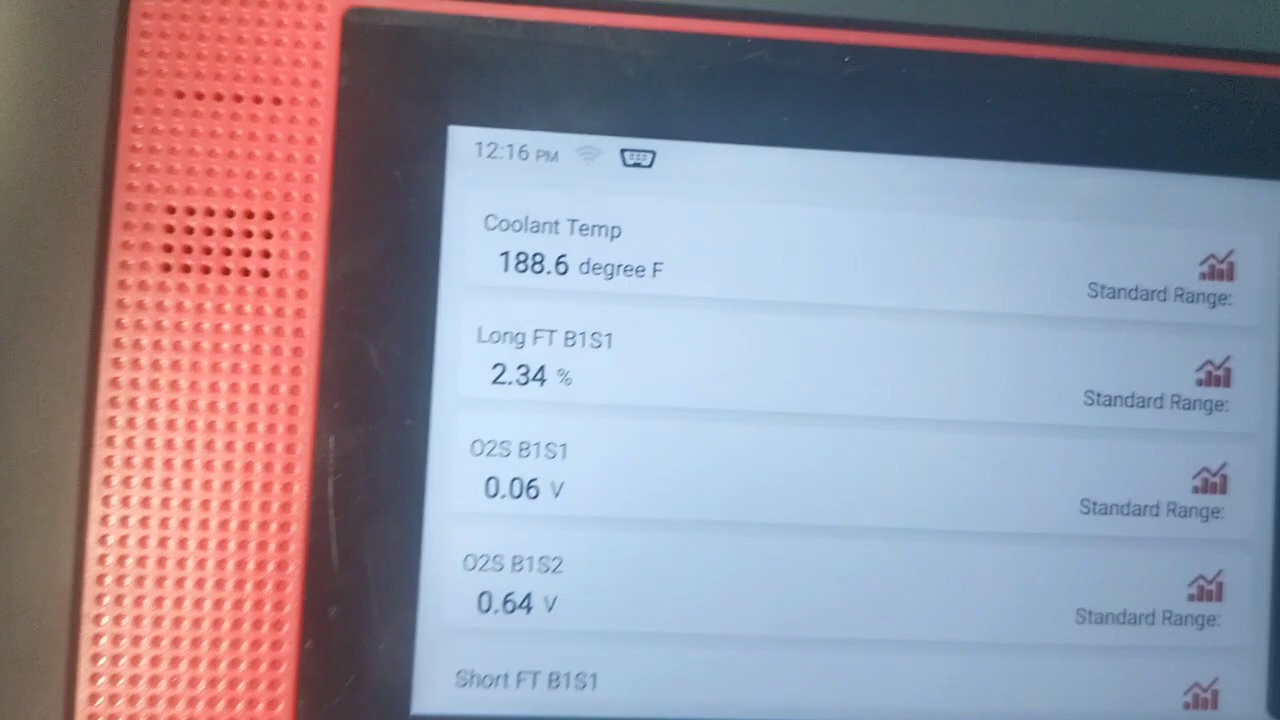 12:16 PM
Coolant Temp
188.6 degree F
Standard Range:
Long FT B1S1
2.34 %
Standard Range:
O2S B1S1
0.06 V
Standard Range:
O2S B1S2
0.64 V
Standard Range:
Short FT B1S1